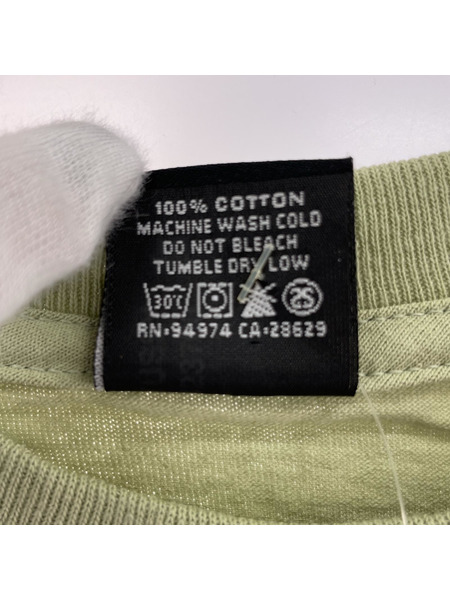 100% COTTON
MACHINE WASH COLD
DO NOT BLEACH
TUMBLE DRY LOW
30°C
RN·94974 CA·28629